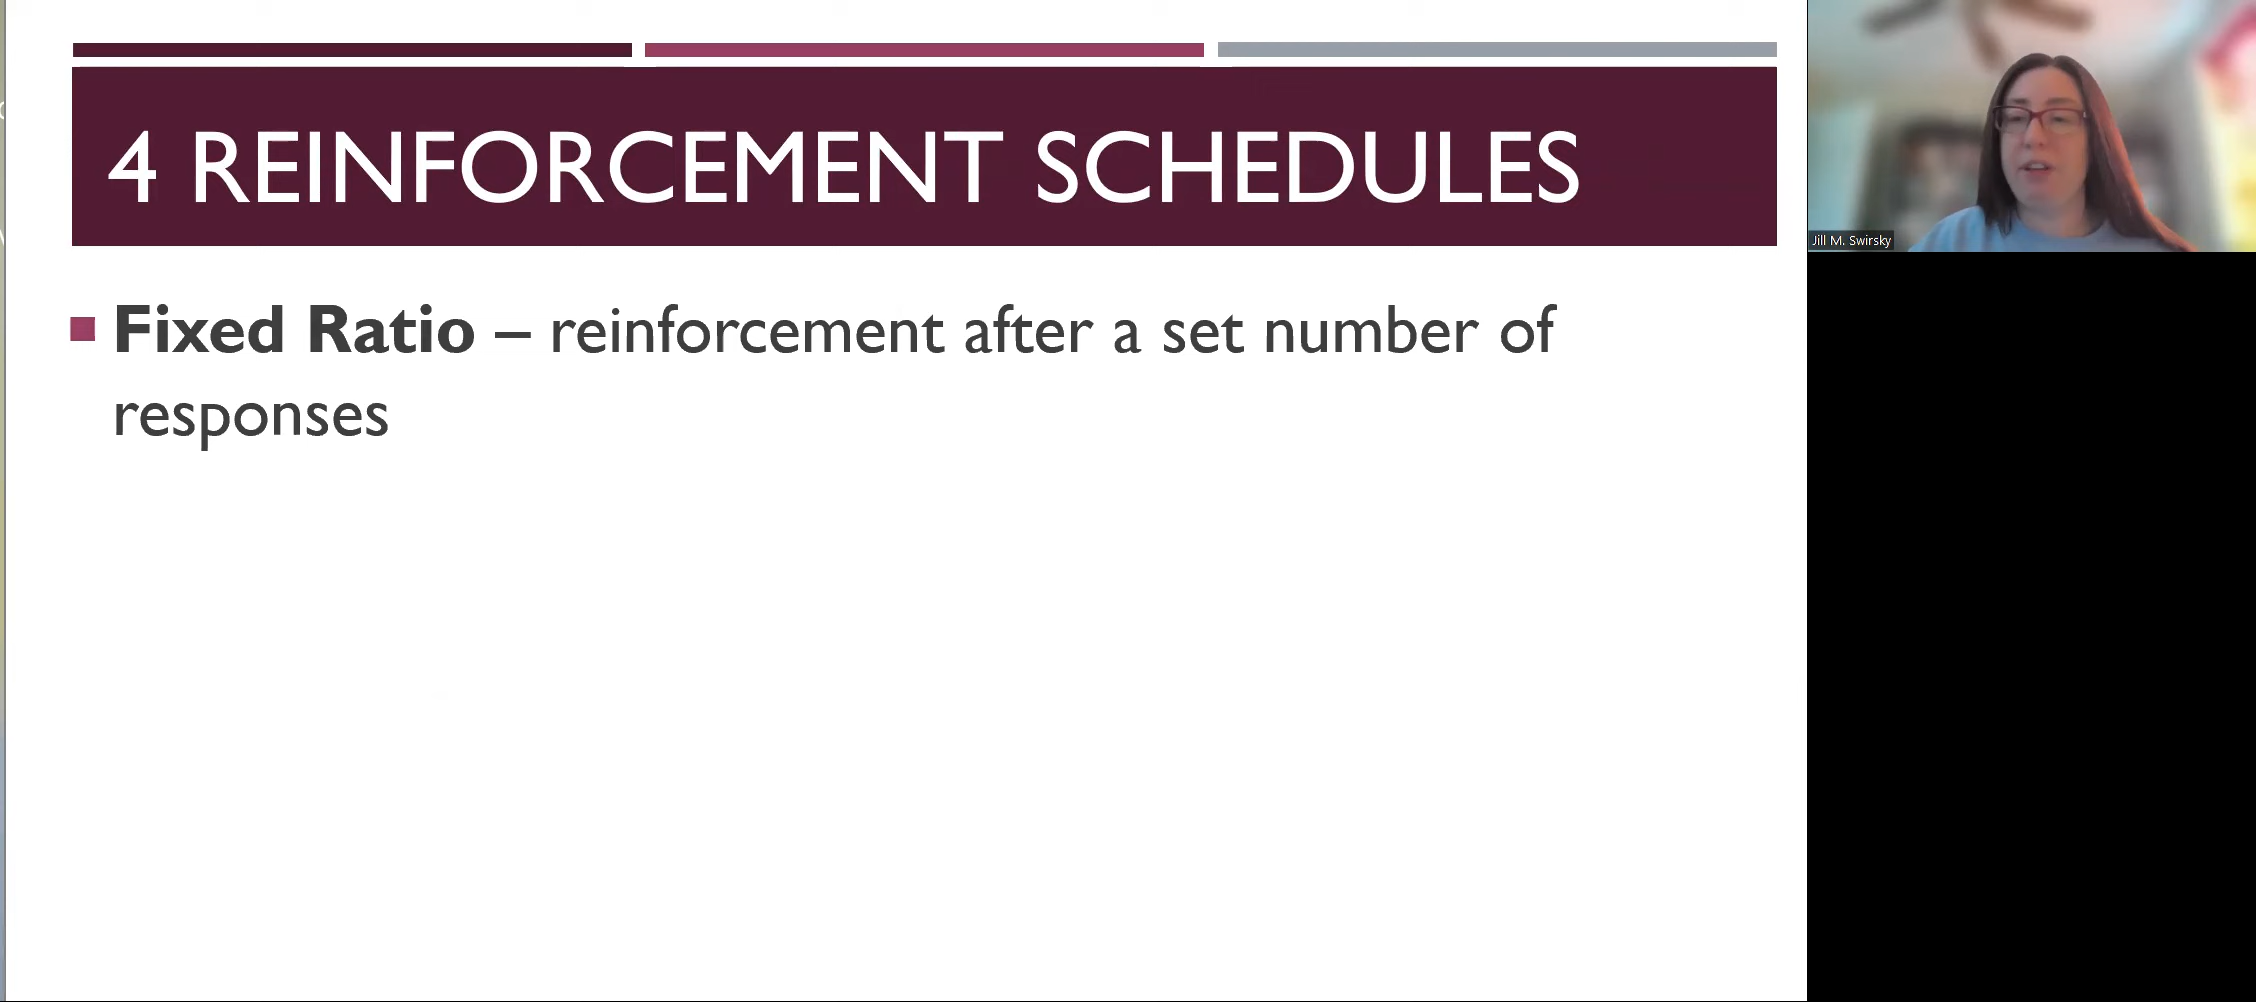 4 REINFORCEMENT SCHEDULES
Fixed Ratio – reinforcement after a set number of
responses
Jill M. Swirsky